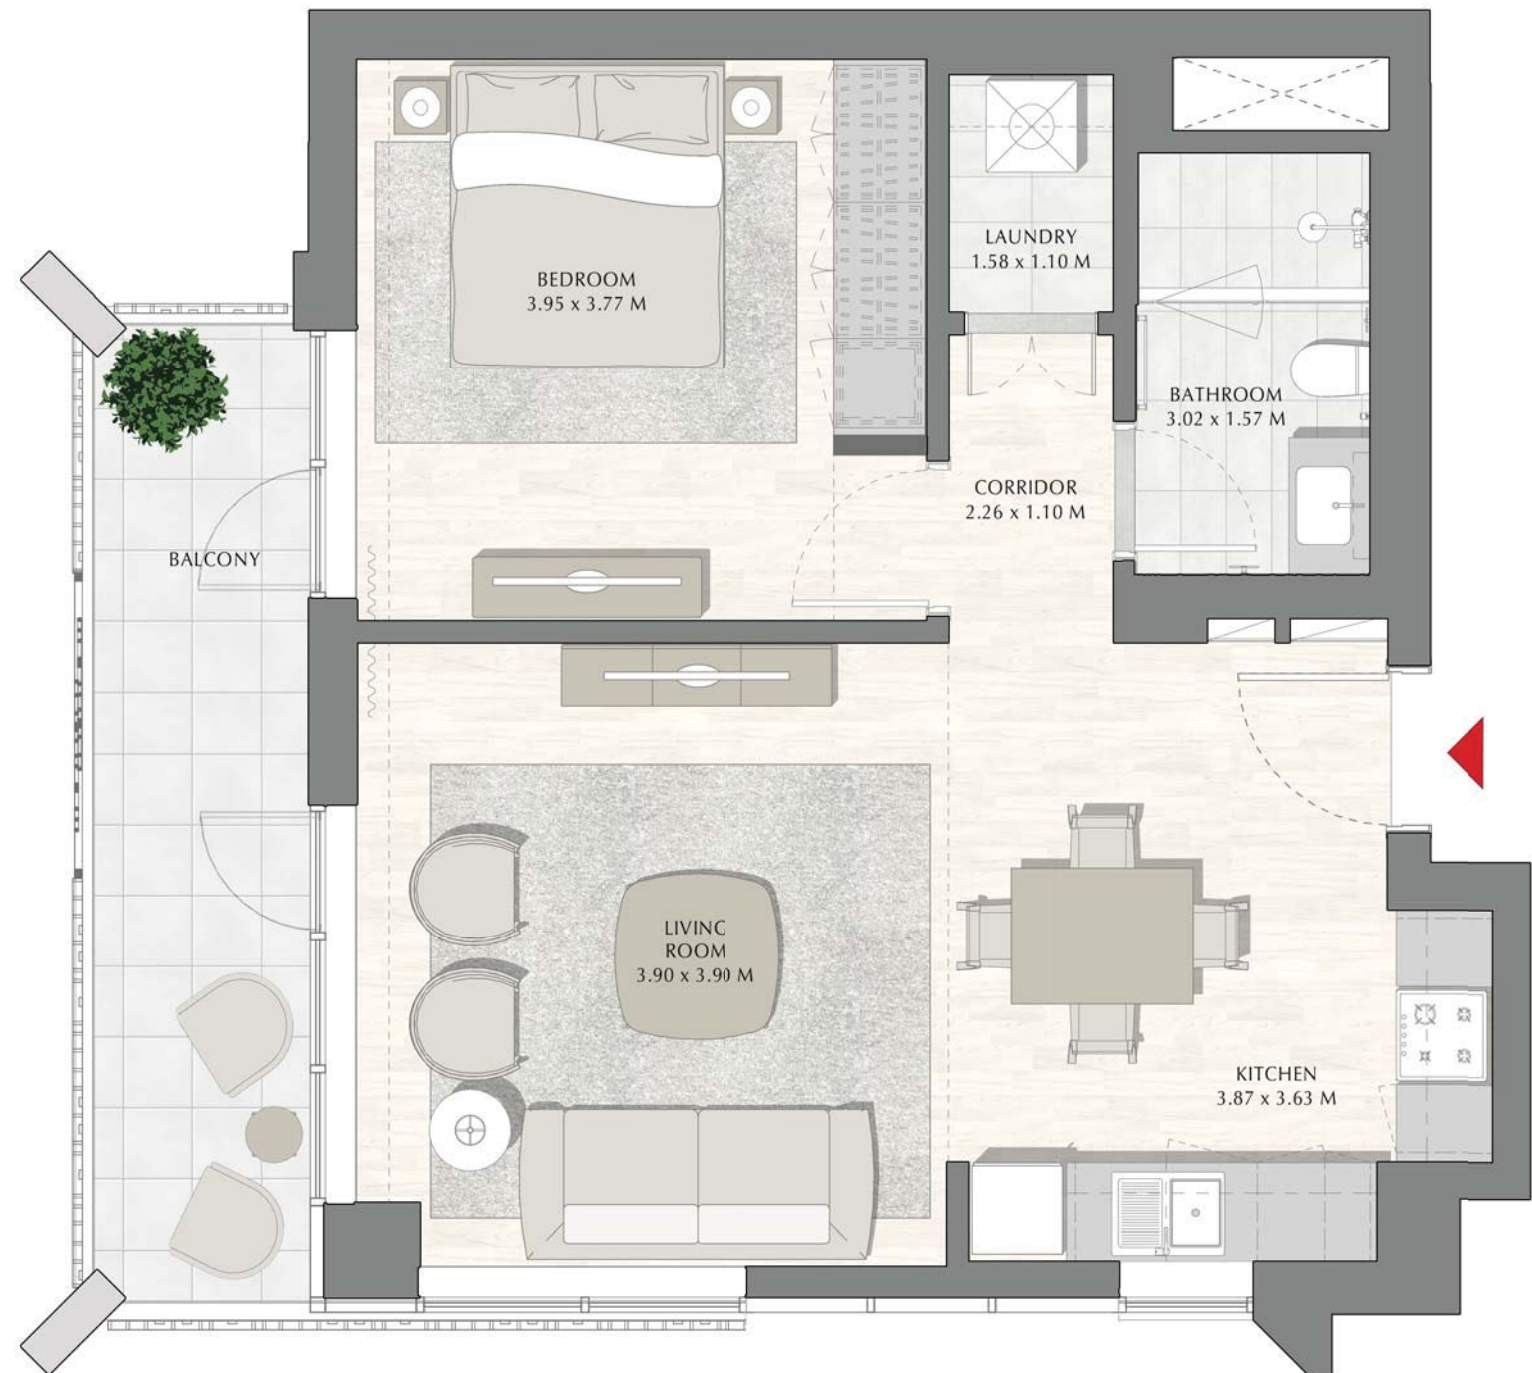 LAUNDRY
1.58 x 1.10 M
BEDROOM
3.95 x 3.77 M
BATHROOM
3.02 x 1.57 M
CORRIDOR
2.26 x 1.10 M
BALCONY
LIVING
ROOM
3.90 x 3.90 M
KITCHEN
3.87 x 3.63 M